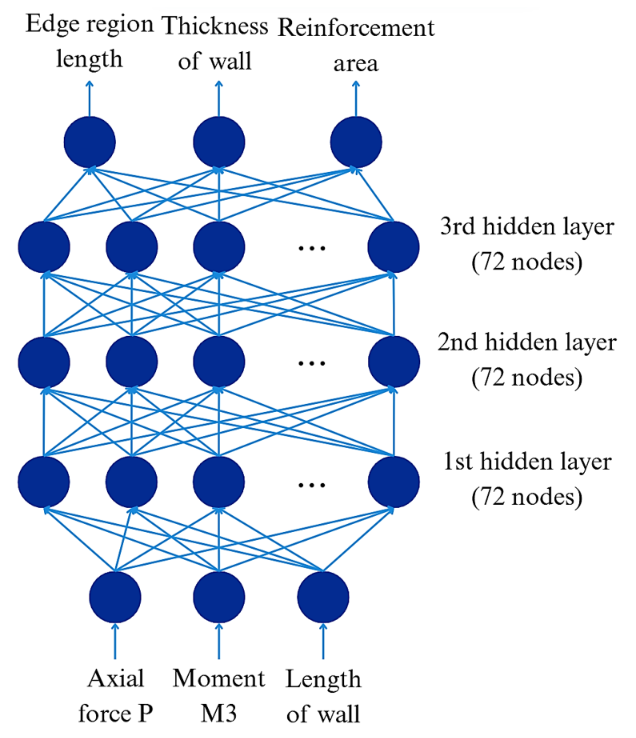 Edge region
length
Thickness
of wall
Reinforcement
area
...
3rd hidden layer
(72 nodes)
...
2nd hidden layer
(72 nodes)
...
1st hidden layer
(72 nodes)
Axial
force P
Moment
M3
Length
of wall